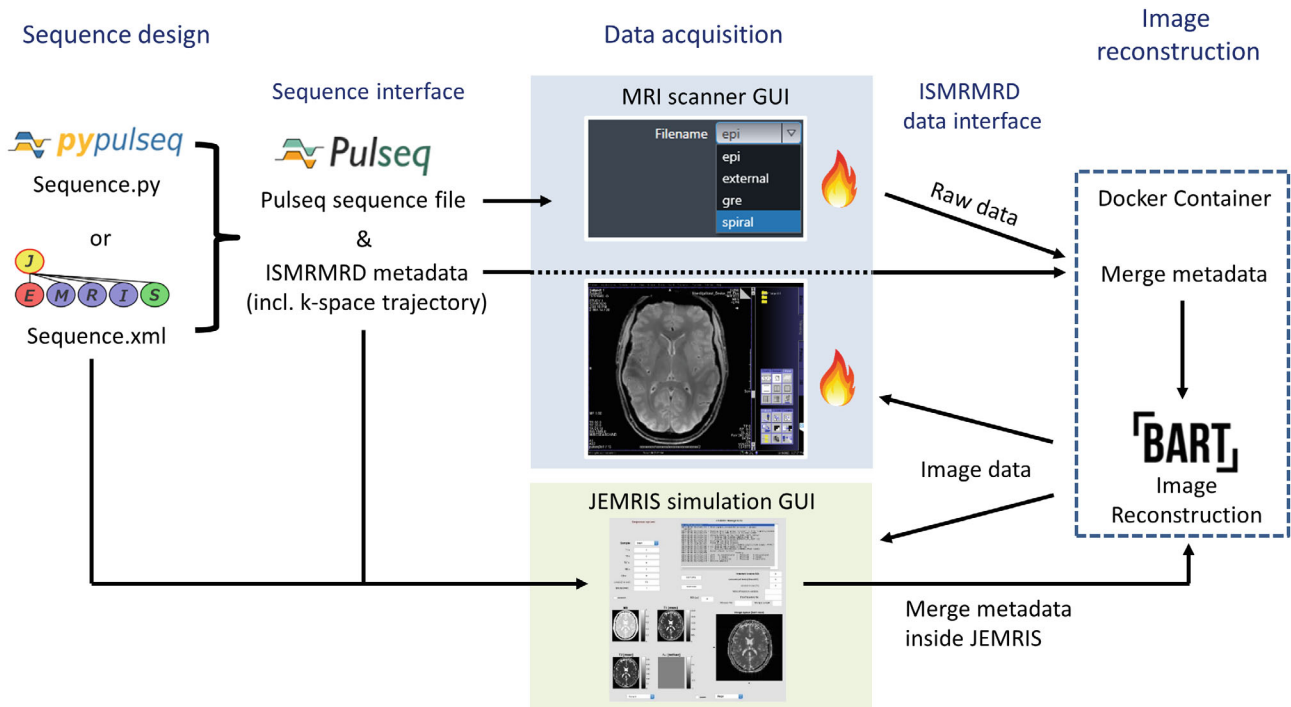 Sequence design
Data acquisition
Image
reconstruction
Sequence interface
MRI scanner GUI
ISMRMRD
data interface
pypulseq
Sequence.py
or
J
E M R I S
Sequence.xml
Pulseq
Pulseq sequence file
&
ISMRMRD metadata
(incl. k-space trajectory)
Filename epi
epi
external
gre
spiral
Raw data
Docker Container
Merge metadata
BART
Image
Reconstruction
Image data
JEMRIS simulation GUI
Merge metadata
inside JEMRIS